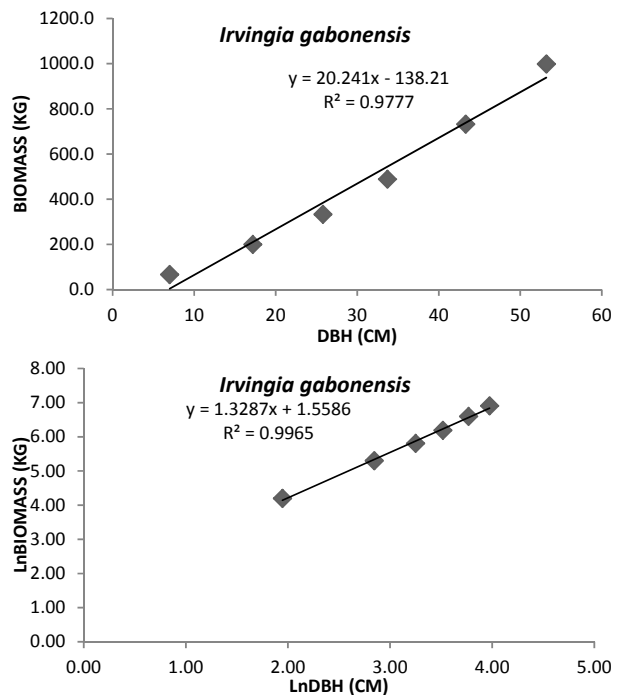 Irvingia gabonensis
y = 20.241x - 138.21
R² = 0.9777
BIOMASS (KG)
1200.0
1000.0
800.0
600.0
400.0
200.0
0.0
0 10 20 30 40 50 60
DBH (CM)
Irvingia gabonensis
y = 1.3287x + 1.5586
R² = 0.9965
LnBIOMASS (KG)
8.00
7.00
6.00
5.00
4.00
3.00
2.00
1.00
0.00
0.00 1.00 2.00 3.00 4.00 5.00
LnDBH (CM)